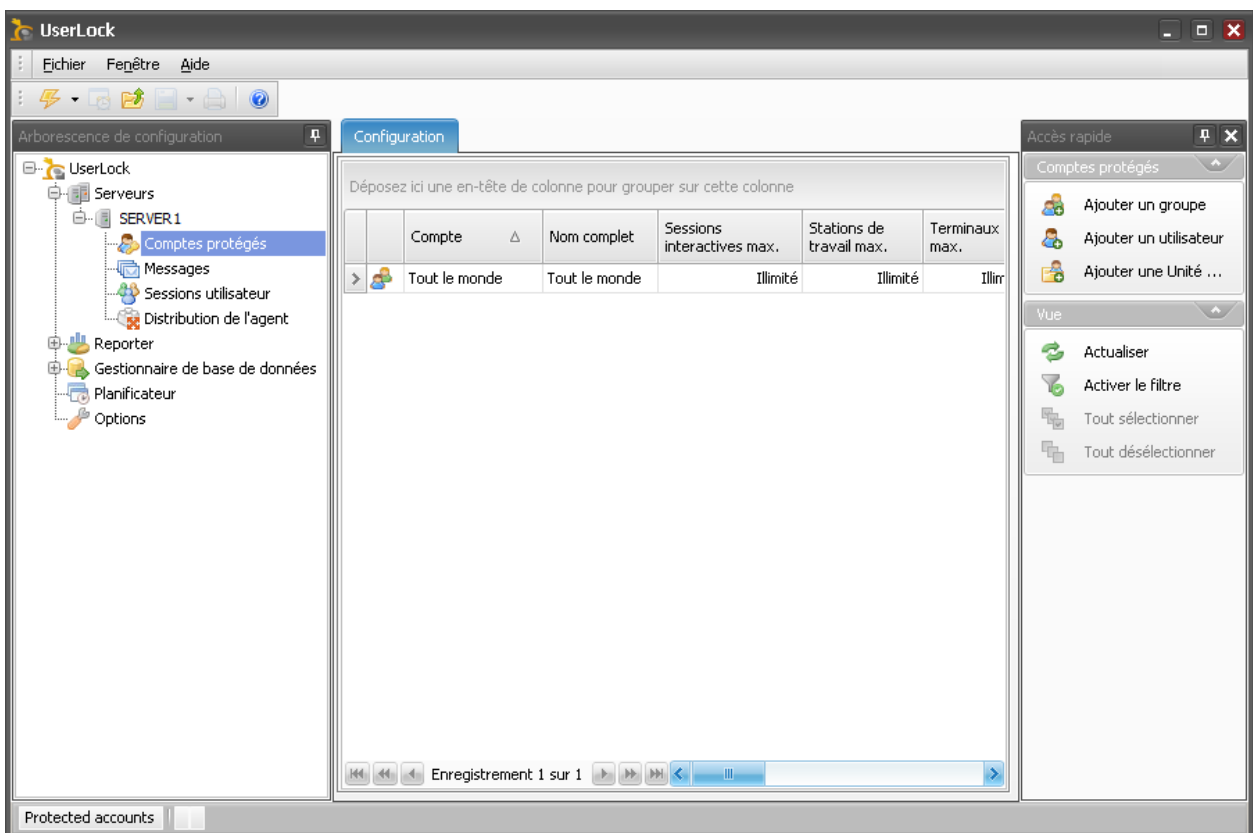 UserLock
Fichier Fenêtre Aide
Arborescence de configuration
UserLock
Serveurs
SERVER1
Comptes protégés
Messages
Sessions utilisateur
Distribution de l'agent
Reporter
Gestionnaire de base de données
Planificateur
Options
Configuration
Déposez ici une en-tête de colonne pour grouper sur cette colonne
Compte Nom complet Sessions interactives max. Stations de travail max. Terminaux max.
Tout le monde Tout le monde Illimité Illimité Illim
Enregistrement 1 sur 1
Accès rapide
Comptes protégés
Ajouter un groupe
Ajouter un utilisateur
Ajouter une Unité ...
Vue
Actualiser
Activer le filtre
Tout sélectionner
Tout désélectionner
Protected accounts